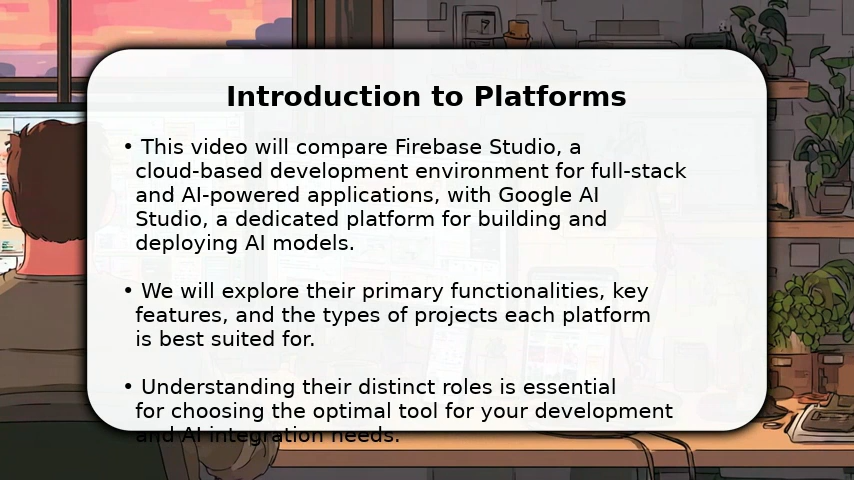 Introduction to Platforms
• This video will compare Firebase Studio, a
cloud-based development environment for full-stack
and AI-powered applications, with Google AI
Studio, a dedicated platform for building and
deploying AI models.
• We will explore their primary functionalities, key
features, and the types of projects each platform
is best suited for.
• Understanding their distinct roles is essential
for choosing the optimal tool for your development
and AI integration needs.